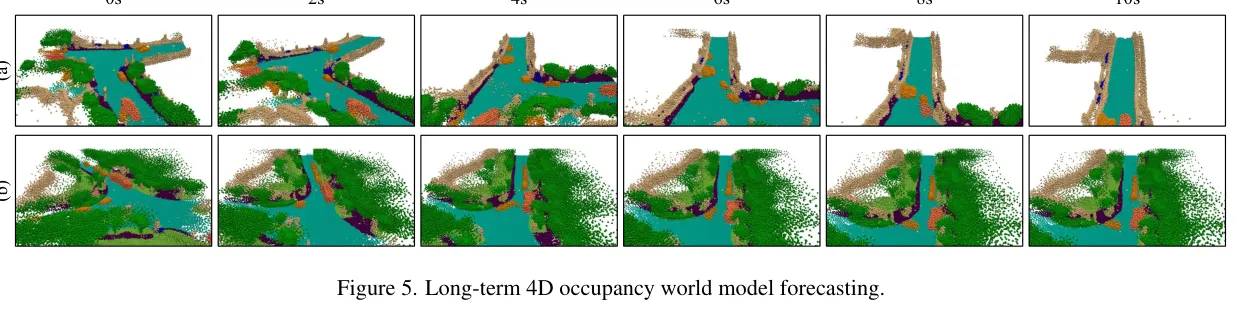 0s 2s 4s 6s 8s 10s
(a)
(b)
Figure 5. Long-term 4D occupancy world model forecasting.